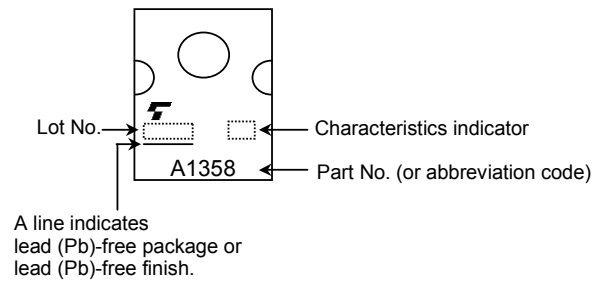 Lot No.
Characteristics indicator
A1358
Part No. (or abbreviation code)
A line indicates
lead (Pb)-free package or
lead (Pb)-free finish.